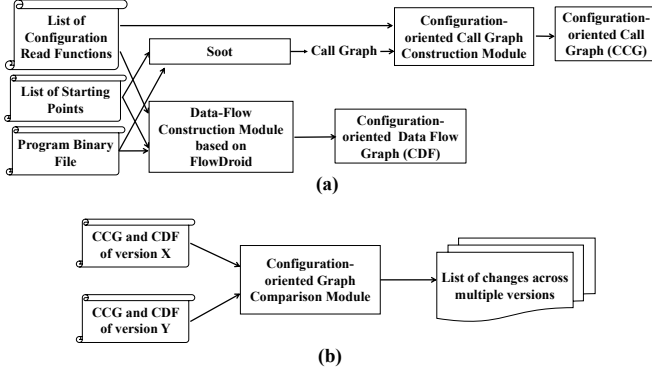 List of
Configuration
Read Functions
List of Starting
Points
Program Binary
File
Soot
Call Graph
Configuration-
oriented Call Graph
Construction Module
Configuration-
oriented Call
Graph (CCG)
Data-Flow
Construction Module
based on
FlowDroid
Configuration-
oriented Data Flow
Graph (CDF)
(a)
CCG and CDF
of version X
CCG and CDF
of version Y
Configuration-
oriented Graph
Comparison Module
List of changes across
multiple versions
(b)